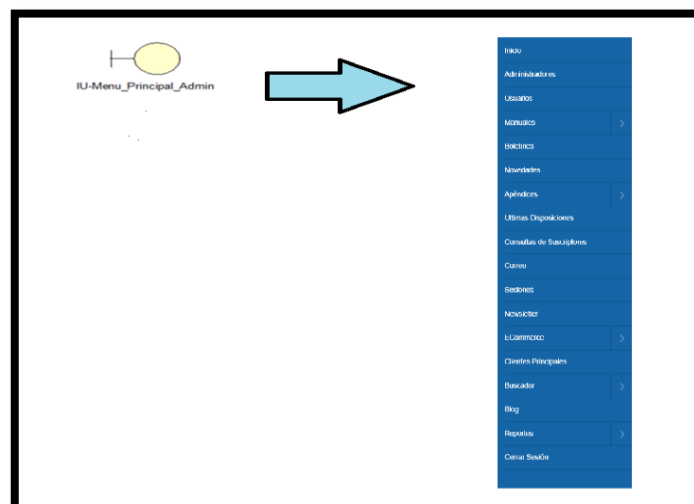 IU-Menu_Principal_Admin
Inicio
Administradores
Usuarios
Manuales
Boletines
Novedades
Apéndices
Ultimas Disposiciones
Consultas de Suscriptores
Correo
Sesiones
Newsletter
ECommerce
Clientes Principales
Buscador
Blog
Reportes
Cerrar Sesión